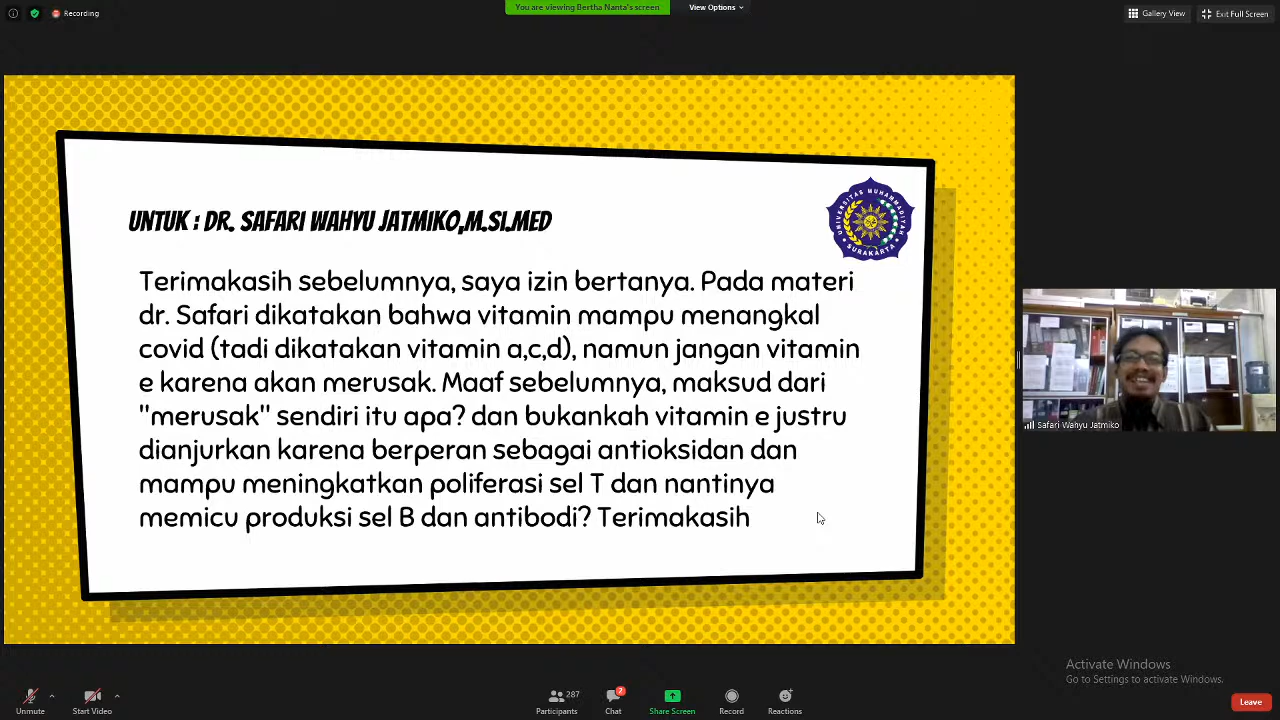 Recording
You are viewing Bertha Nanta's screen
View Options
Gallery View
Exit Full Screen
UNTUK : DR. SAFARI WAHYU JATMIKO,M.SI.MED
UNIVERSITAS MUHAMMADIYAH
SURAKARTA
Terimakasih sebelumnya, saya izin bertanya. Pada materi
dr. Safari dikatakan bahwa vitamin mampu menangkal
covid (tadi dikatakan vitamin a,c,d), namun jangan vitamin
e karena akan merusak. Maaf sebelumnya, maksud dari
"merusak" sendiri itu apa? dan bukankah vitamin e justru
dianjurkan karena berperan sebagai antioksidan dan
mampu meningkatkan poliferasi sel T dan nantinya
memicu produksi sel B dan antibodi? Terimakasih
Safari Wahyu Jatmiko
Activate Windows
Go to Settings to activate Windows.
Unmute
Start Video
287
Participants
2
Chat
Share Screen
Record
Reactions
Leave